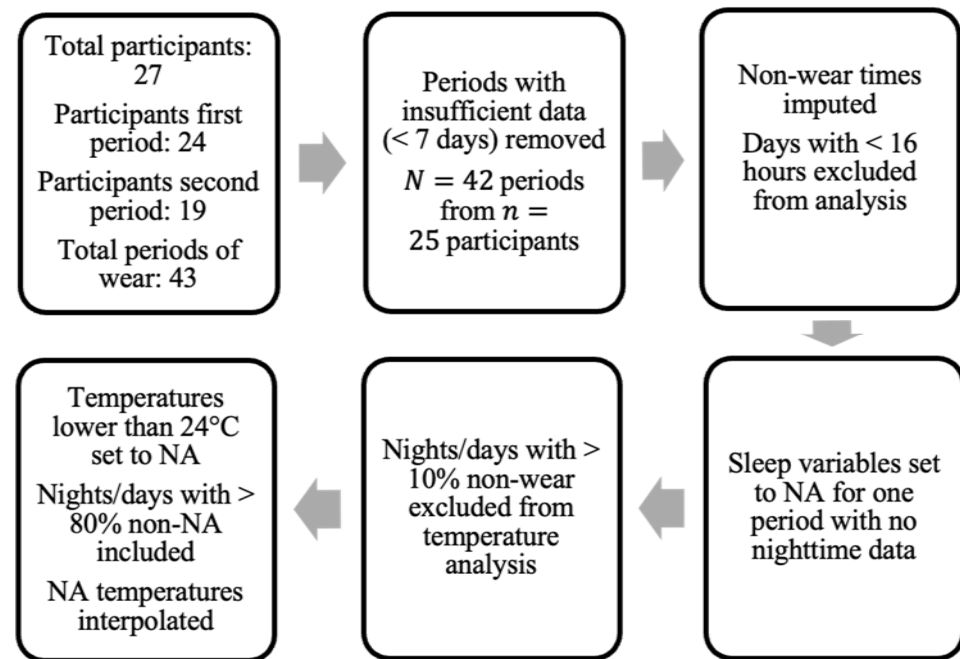 Total participants:
27
Participants first
period: 24
Participants second
period: 19
Total periods of
wear: 43
Periods with
insufficient data
(< 7 days) removed
N = 42 periods
from n =
25 participants
Non-wear times
imputed
Days with < 16
hours excluded
from analysis
Sleep variables set
to NA for one
period with no
nighttime data
Nights/days with >
10% non-wear
excluded from
temperature
analysis
Temperatures
lower than 24°C
set to NA
Nights/days with >
80% non-NA
included
NA temperatures
interpolated